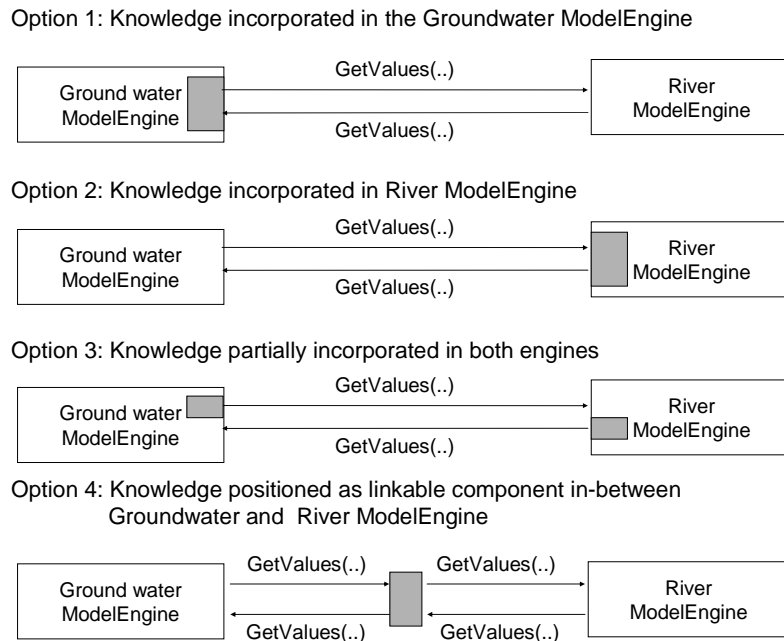 Option 1: Knowledge incorporated in the Groundwater ModelEngine
GetValues(..)
Ground water
ModelEngine
River
ModelEngine
GetValues(..)
Option 2: Knowledge incorporated in River ModelEngine
GetValues(..)
Ground water
ModelEngine
River
ModelEngine
GetValues(..)
Option 3: Knowledge partially incorporated in both engines
GetValues(..)
Ground water
ModelEngine
River
ModelEngine
GetValues(..)
Option 4: Knowledge positioned as linkable component in-between
Groundwater and River ModelEngine
GetValues(..) GetValues(..)
Ground water
ModelEngine
River
ModelEngine
GetValues(..) GetValues(..)